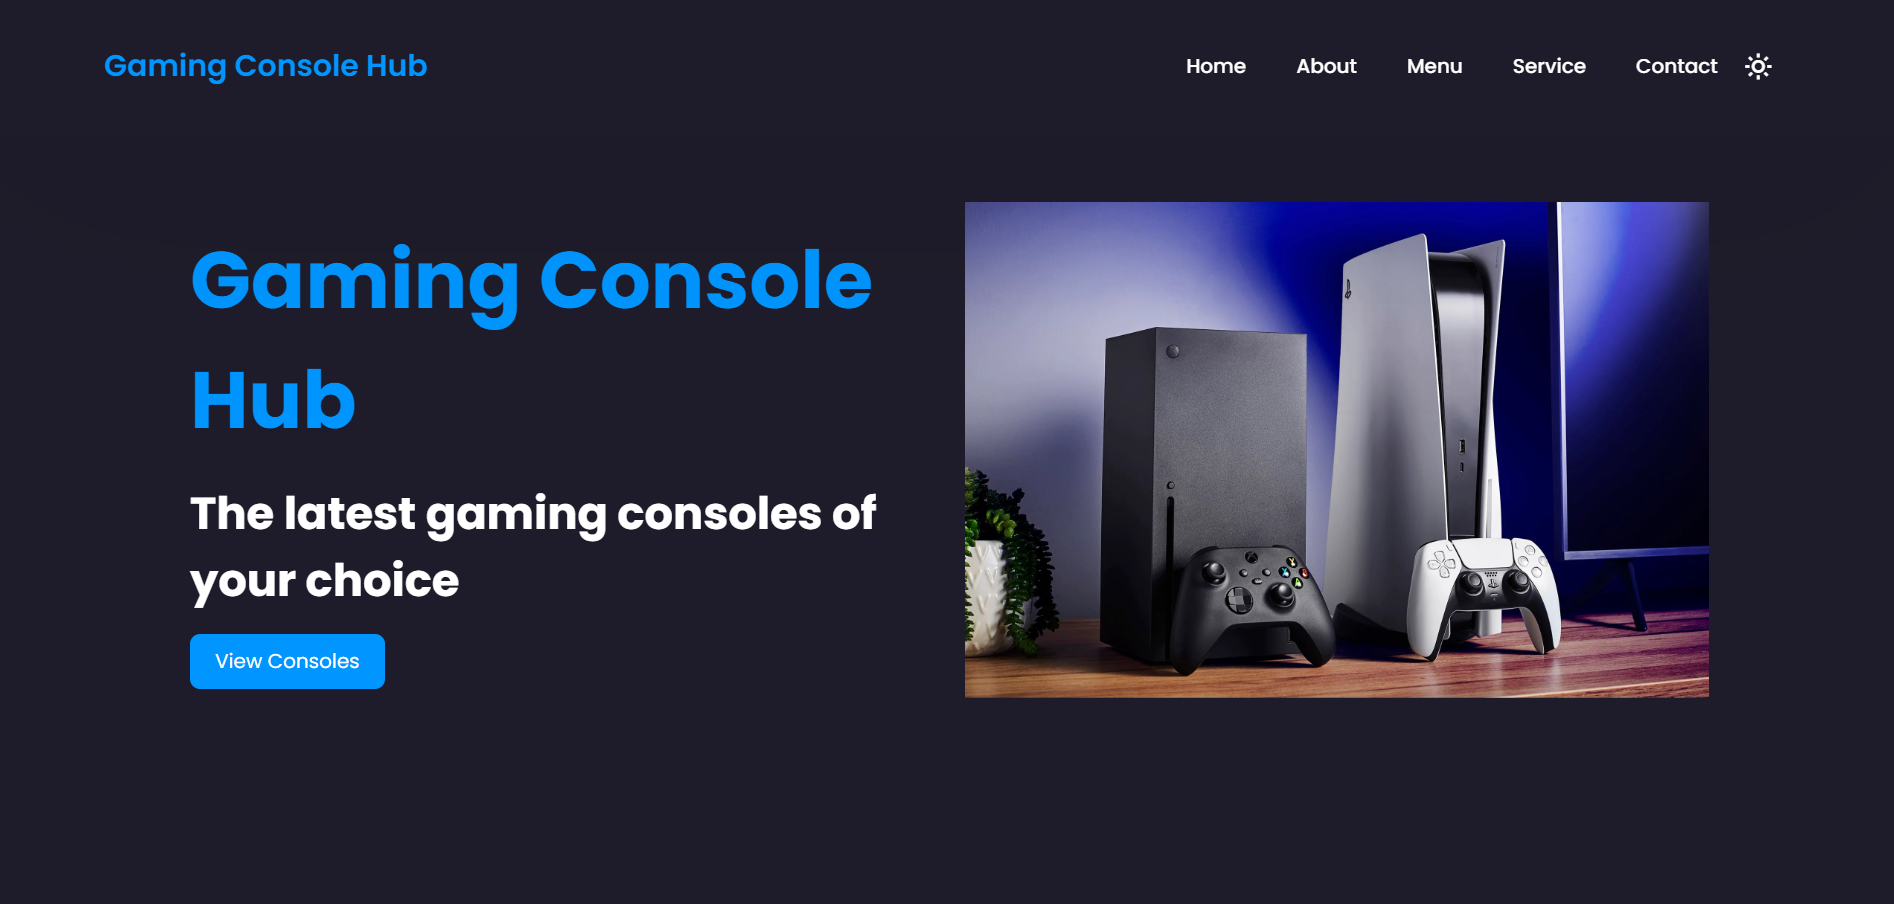 Gaming Console Hub
Home About Menu Service Contact
Gaming Console
Hub
The latest gaming consoles of
your choice
View Consoles